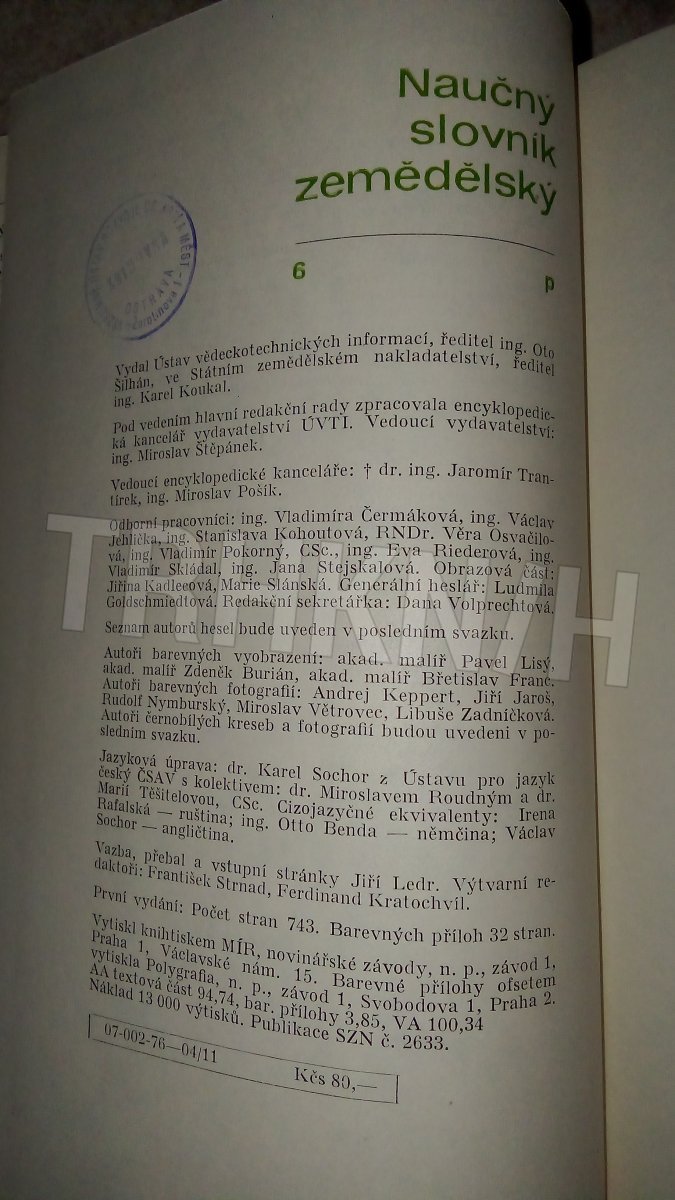 Naučný
slovník
zemědělský
6 p
OSTRAVA
Vydal Ústav vědeckotechnických informací, ředitel ing. Oto
Šilhán, ve Státním zemědělském nakladatelství, ředitel
ing. Karel Koukal.
Pod vedením hlavní redakční rady zpracovala encyklopedic-
ká kancelář vydavatelství ÚVTI. Vedoucí vydavatelství:
ing. Miroslav Štěpánek.
Vedoucí encyklopedické kanceláře: † dr. ing. Jaromír Tran-
tírek, ing. Miroslav Pošík.
Odborní pracovníci: ing. Vladimíra Čermáková, ing. Václav
Jehlička, ing. Stanislava Kohoutová, RNDr. Věra Osvačilo-
vá, ing. Vladimír Pokorný, CSc., ing. Eva Riederová, ing.
Vladimír Skládal, ing. Jana Stejskalová. Obrazová část:
Jiřina Kadlecová, Marie Slánská. Generální heslář: Ludmila
Goldschmiedtová. Redakční sekretářka: Dana Volprechtová.
Seznam autorů hesel bude uveden v posledním svazku.
Autoři barevných vyobrazení: akad. malíř Pavel Lisý,
akad. malíř Zdeněk Burian, akad. malíř Břetislav Franc.
Autoři barevných fotografií: Andrej Keppert, Jiří Jaroš,
Rudolf Nymburský, Miroslav Větrovec, Libuše Zadníčková.
Autoři černobílých kreseb a fotografií budou uvedeni v po-
sledním svazku.
Jazyková úprava: dr. Karel Sochor z Ústavu pro jazyk
český ČSAV s kolektivem: dr. Miroslavem Roudným a dr.
Marií Těšitelovou, CSc. Cizojazyčné ekvivalenty: Irena
Rafalská — ruština; ing. Otto Benda — němčina; Václav
Sochor — angličtina.
Vazba, přebal a vstupní stránky Jiří Ledr. Výtvarní re-
daktoři: František Strnad, Ferdinand Kratochvíl.
První vydání: Počet stran 743. Barevných příloh 32 stran.
Vytiskl knihtiskem MÍR, novinářské závody, n. p., závod 1,
Praha 1, Václavské nám. 15. Barevné přílohy ofsetem
vytiskla Polygrafia, n. p., závod 1, Svobodova 1, Praha 2.
AA textová část 94,74, bar. přílohy 3,85, VA 100,34
Náklad 13 000 výtisků. Publikace SZN č. 2633.
07-002-76—04/11 Kčs 80,—